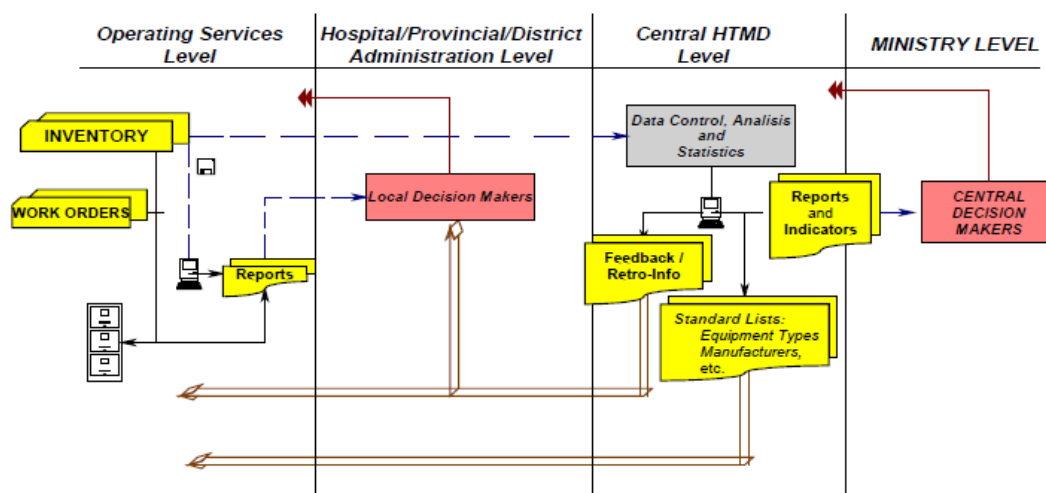 Operating Services
Level
Hospital/Provincial/District
Administration Level
Central HTMD
Level
MINISTRY LEVEL
INVENTORY
Data Control, Analisis
and
Statistics
WORK ORDERS
Local Decision Makers
Reports
and
Indicators
CENTRAL
DECISION
MAKERS
Reports
Feedback /
Retro-Info
Standard Lists:
Equipment Types
Manufacturers,
etc.